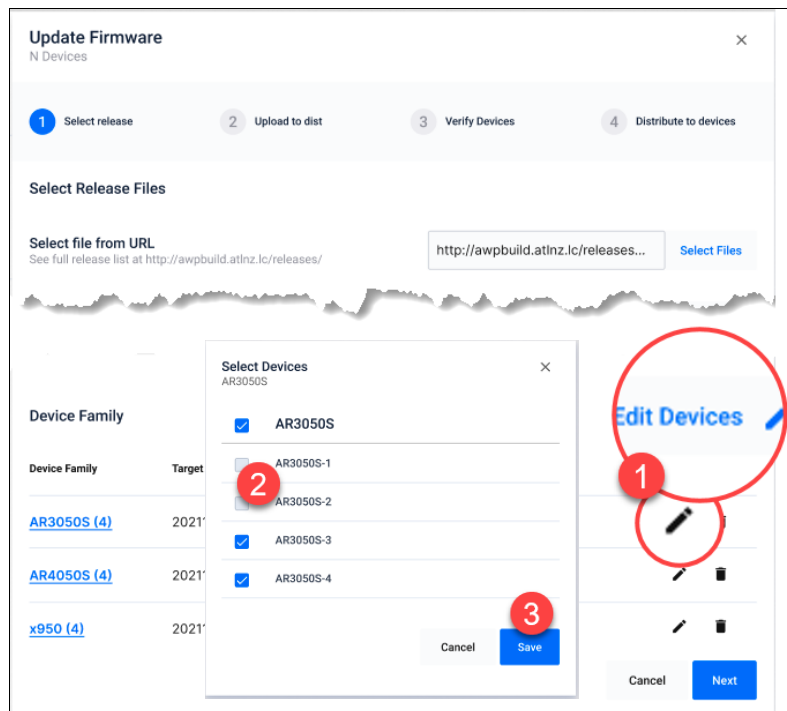 Update Firmware
N Devices
1 Select release 2 Upload to dist 3 Verify Devices 4 Distribute to devices
Select Release Files
Select file from URL
See full release list at http://awpbuild.atlnz.lc/releases/
http://awpbuild.atlnz.lc/releases... Select Files
Select Devices
AR3050S
Device Family
AR3050S
Edit Devices
Device Family Target
AR3050S-1
1
2
AR3050S-2
AR3050S (4) 2021
AR3050S-3
AR4050S (4) 2021
AR3050S-4
3
x950 (4) 2021
Cancel Save
Cancel Next